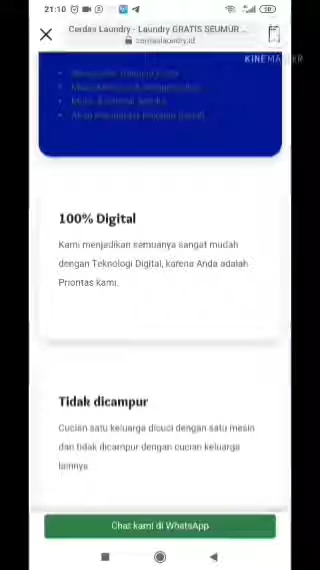 21:10
Cerdas Laundry - Laundry GRATIS SEUMUR ...
cerdaslaundry.id
KINEMASTER
100% Digital
Kami menjadikan semuanya sangat mudah
dengan Teknologi Digital, karena Anda adalah
Prioritas kami.
Tidak dicampur
Cucian satu keluarga dicuci dengan satu mesin
dan tidak dicampur dengan cucian keluarga
lainnya
Chat kami di WhatsApp